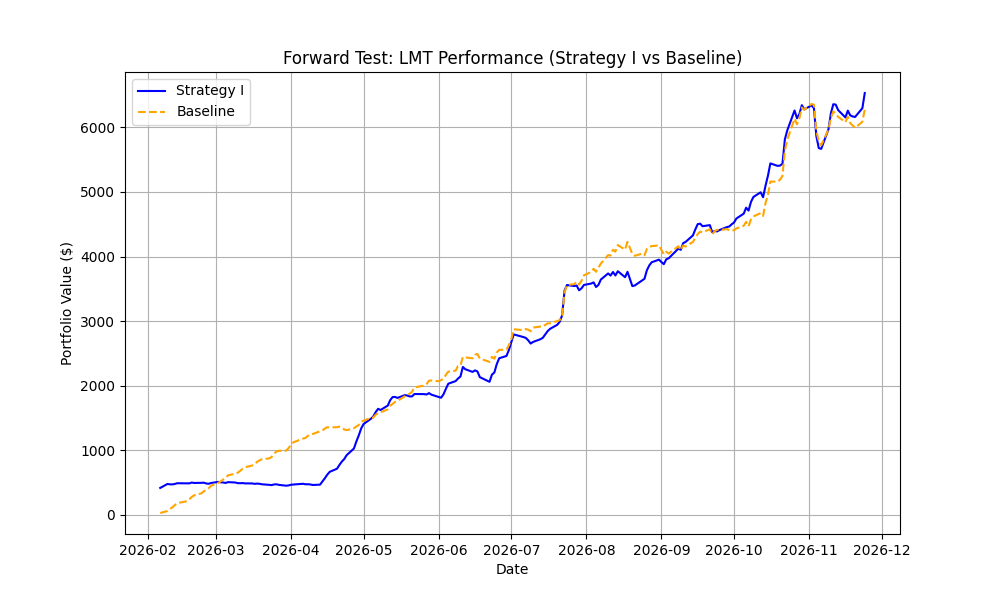 Forward Test: LMT Performance (Strategy I vs Baseline)
Strategy I
Baseline
Portfolio Value ($)
6000
5000
4000
3000
2000
1000
0
2026-02 2026-03 2026-04 2026-05 2026-06 2026-07 2026-08 2026-09 2026-10 2026-11 2026-12
Date